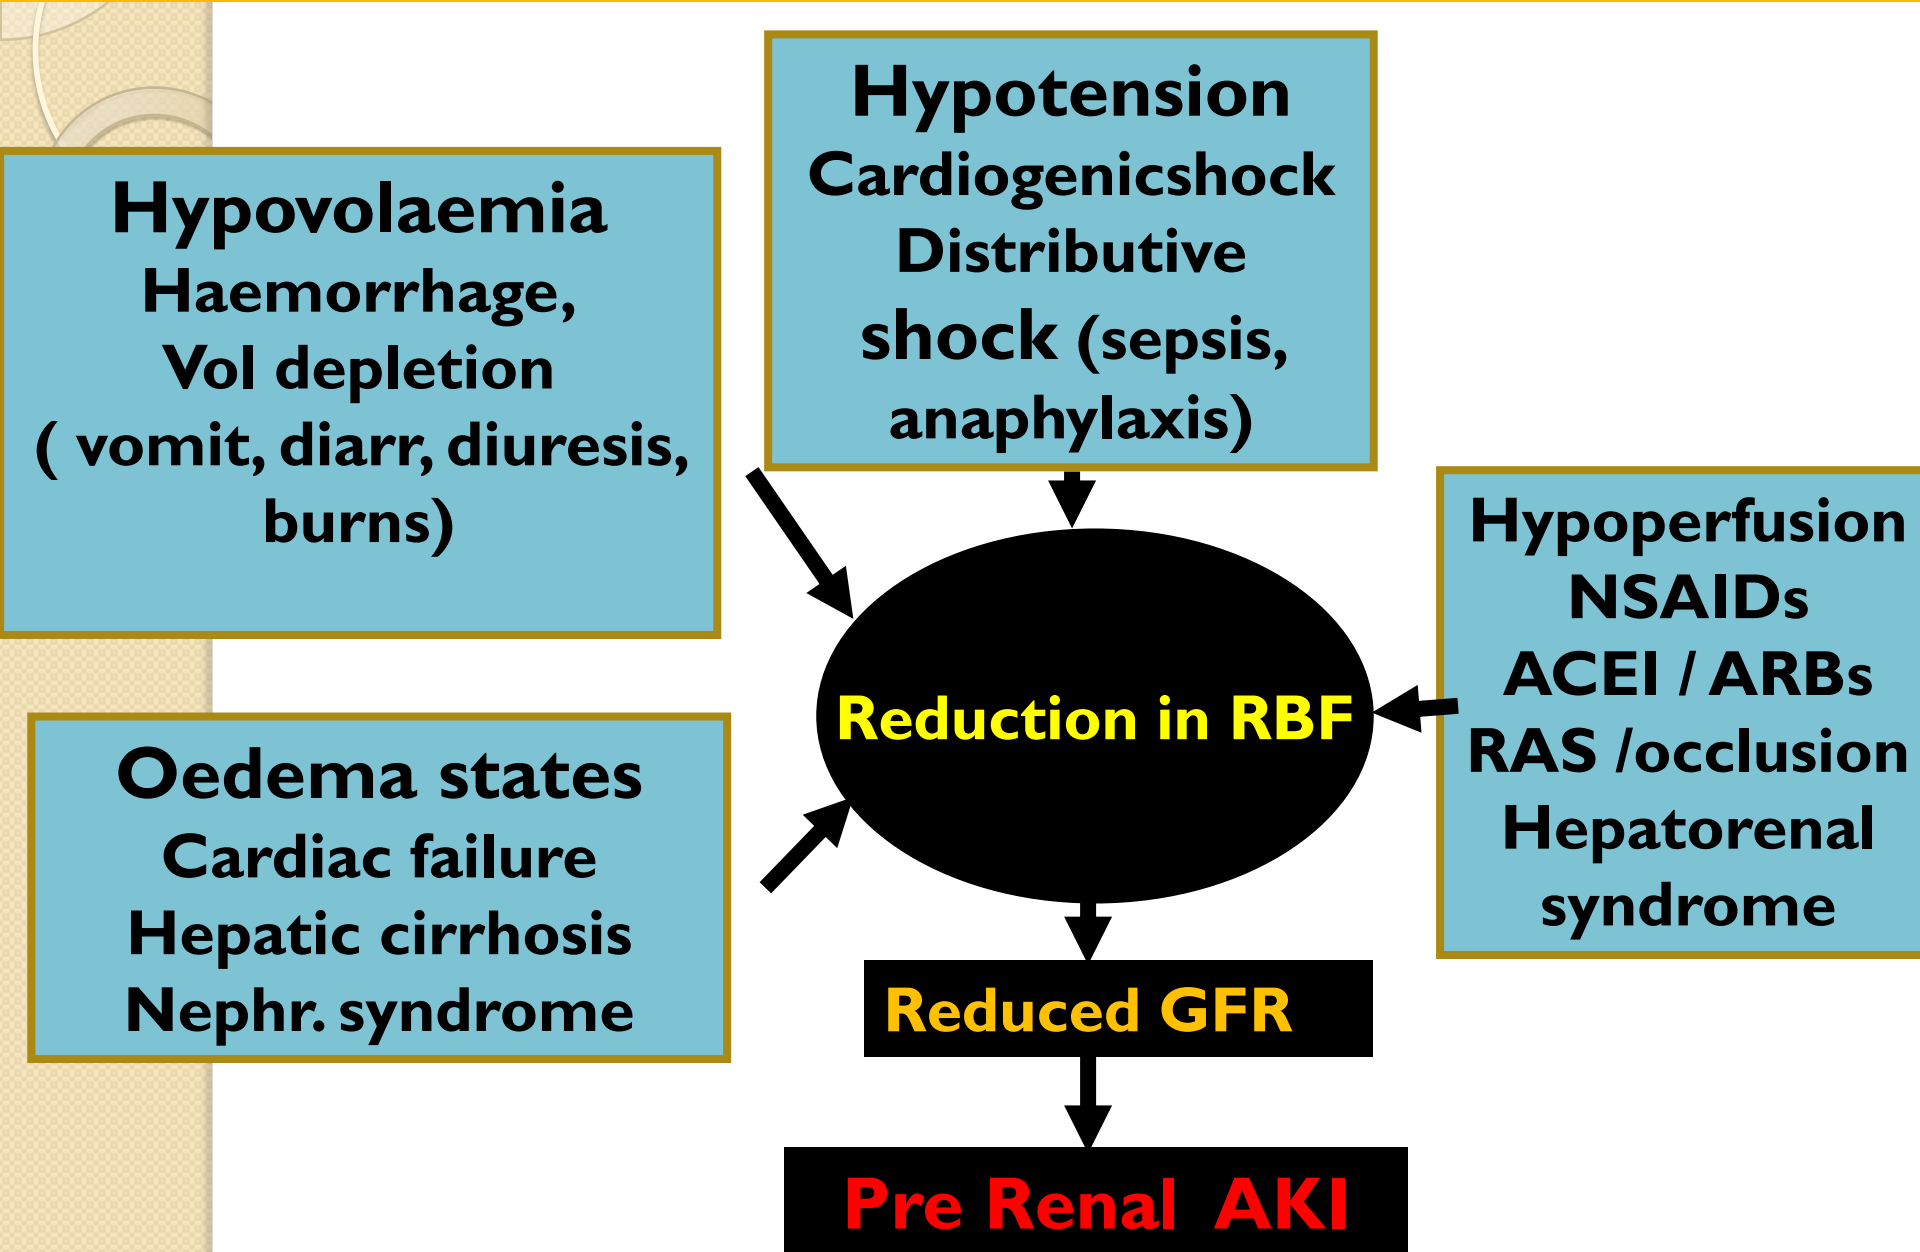 Hypovolaemia
Haemorrhage,
Vol depletion
( vomit, diarr, diuresis,
burns)
Hypotension
Cardiogenicshock
Distributive
shock (sepsis,
anaphylaxis)
Hypoperfusion
NSAIDs
ACEI / ARBs
RAS /occlusion
Hepatorenal
syndrome
Oedema states
Cardiac failure
Hepatic cirrhosis
Nephr. syndrome
Reduction in RBF
Reduced GFR
Pre Renal AKI